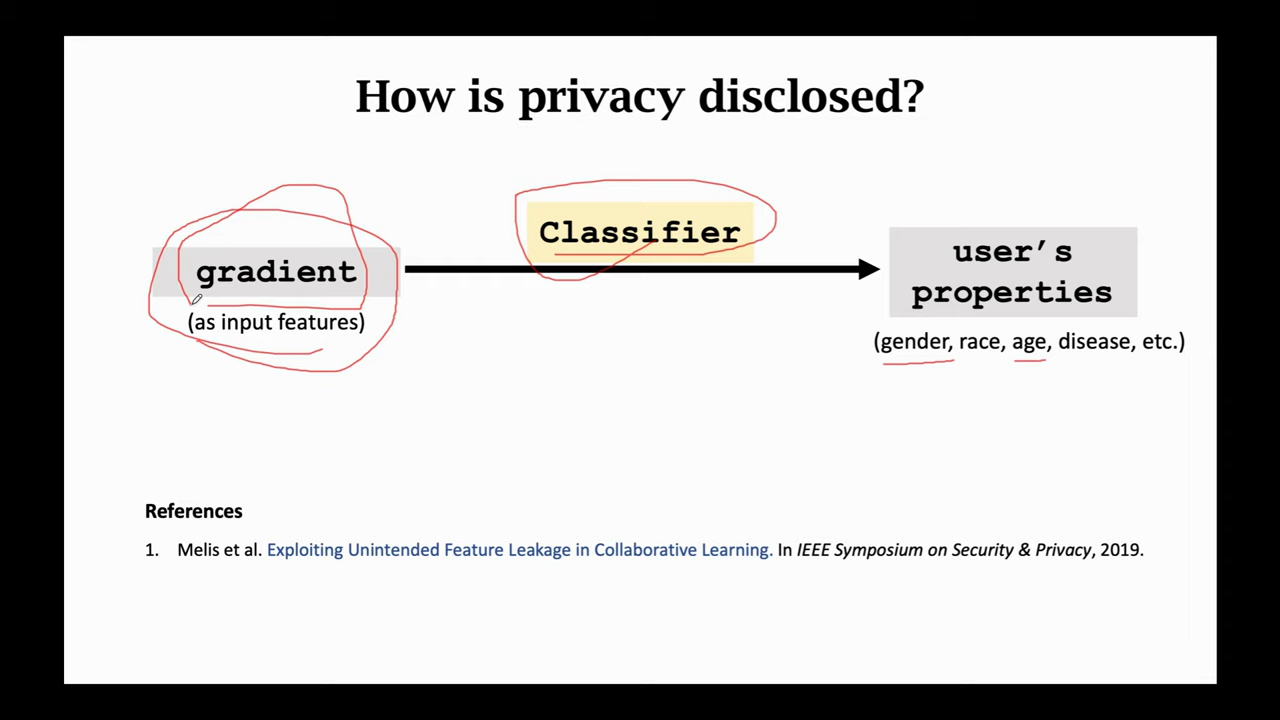 How is privacy disclosed?
Classifier
gradient
(as input features)
user's
properties
(gender, race, age, disease, etc.)
References
1. Melis et al. Exploiting Unintended Feature Leakage in Collaborative Learning. In IEEE Symposium on Security & Privacy, 2019.